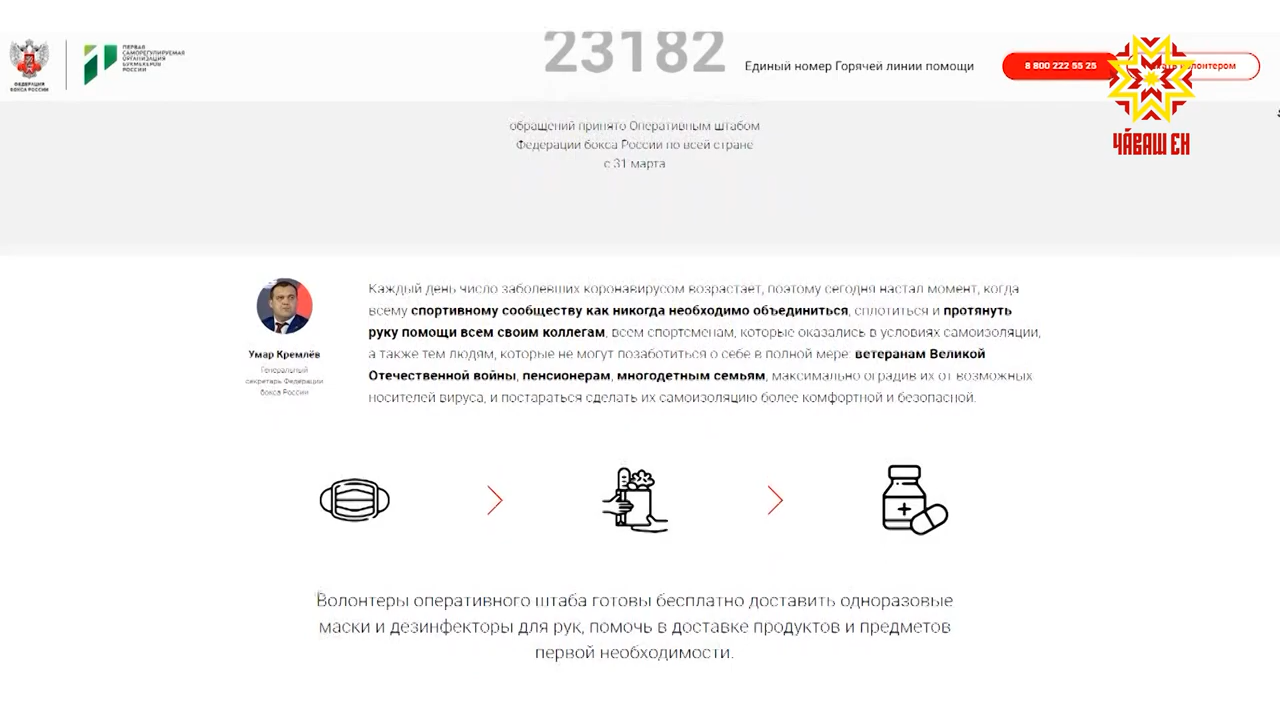 ФЕДЕРАЦИЯ
БОКСА РОССИИ
ПЕРВАЯ
САМОРЕГУЛИРУЕМАЯ
ОРГАНИЗАЦИЯ
БУКМЕКЕРОВ
РОССИИ
23182
Единый номер Горячей линии помощи
8 800 222 55 25
волонтером
ЧӐВАШ ЕН
обращений принято Оперативным штабом
Федерации бокса России по всей стране
с 31 марта
Каждый день число заболевших коронавирусом возрастает, поэтому сегодня настал момент, когда
всему спортивному сообществу как никогда необходимо объединиться, сплотиться и протянуть
руку помощи всем своим коллегам, всем спортсменам, которые оказались в условиях самоизоляции,
а также тем людям, которые не могут позаботиться о себе в полной мере: ветеранам Великой
Отечественной войны, пенсионерам, многодетным семьям, максимально оградив их от возможных
носителей вируса, и постараться сделать их самоизоляцию более комфортной и безопасной.
Умар Кремлёв
Генеральный
секретарь Федерации
бокса России
Волонтеры оперативного штаба готовы бесплатно доставить одноразовые
маски и дезинфекторы для рук, помочь в доставке продуктов и предметов
первой необходимости.